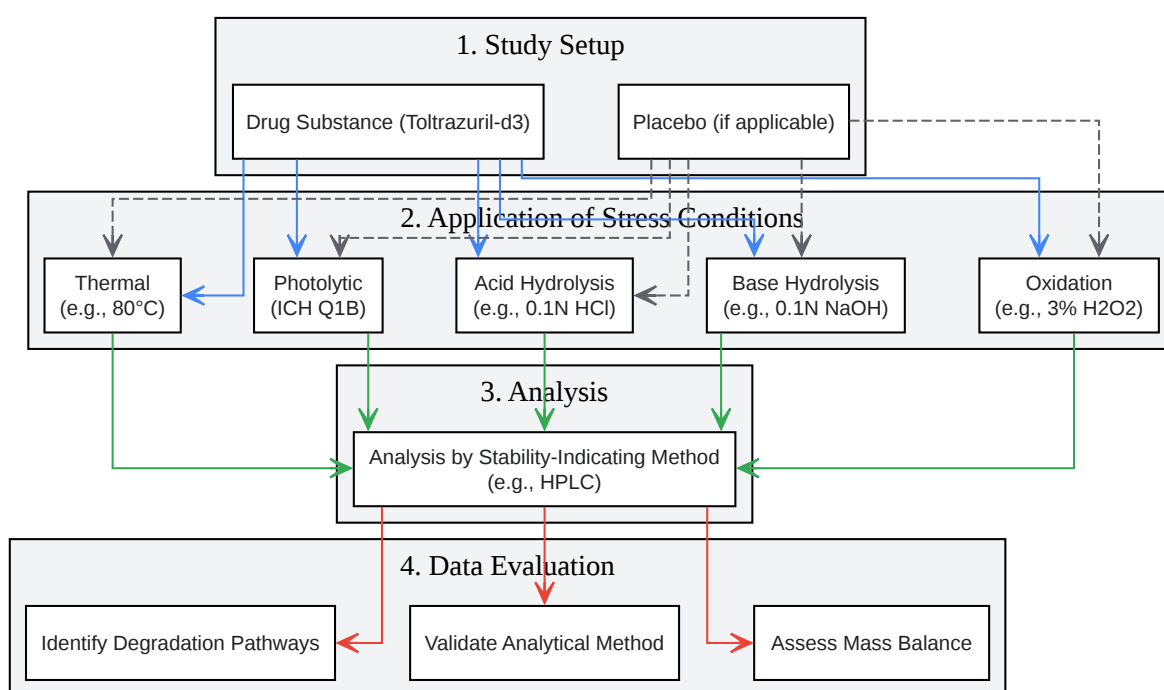 1. Study Setup
Drug Substance (Toltrazuril-d3)
Placebo (if applicable)
2. Application of Stress Conditions
Thermal
(e.g., 80°C)
Photolytic
(ICH Q1B)
Acid Hydrolysis
(e.g., 0.1N HCl)
Base Hydrolysis
(e.g., 0.1N NaOH)
Oxidation
(e.g., 3% H2O2)
3. Analysis
Analysis by Stability-Indicating Method
(e.g., HPLC)
4. Data Evaluation
Identify Degradation Pathways
Validate Analytical Method
Assess Mass Balance